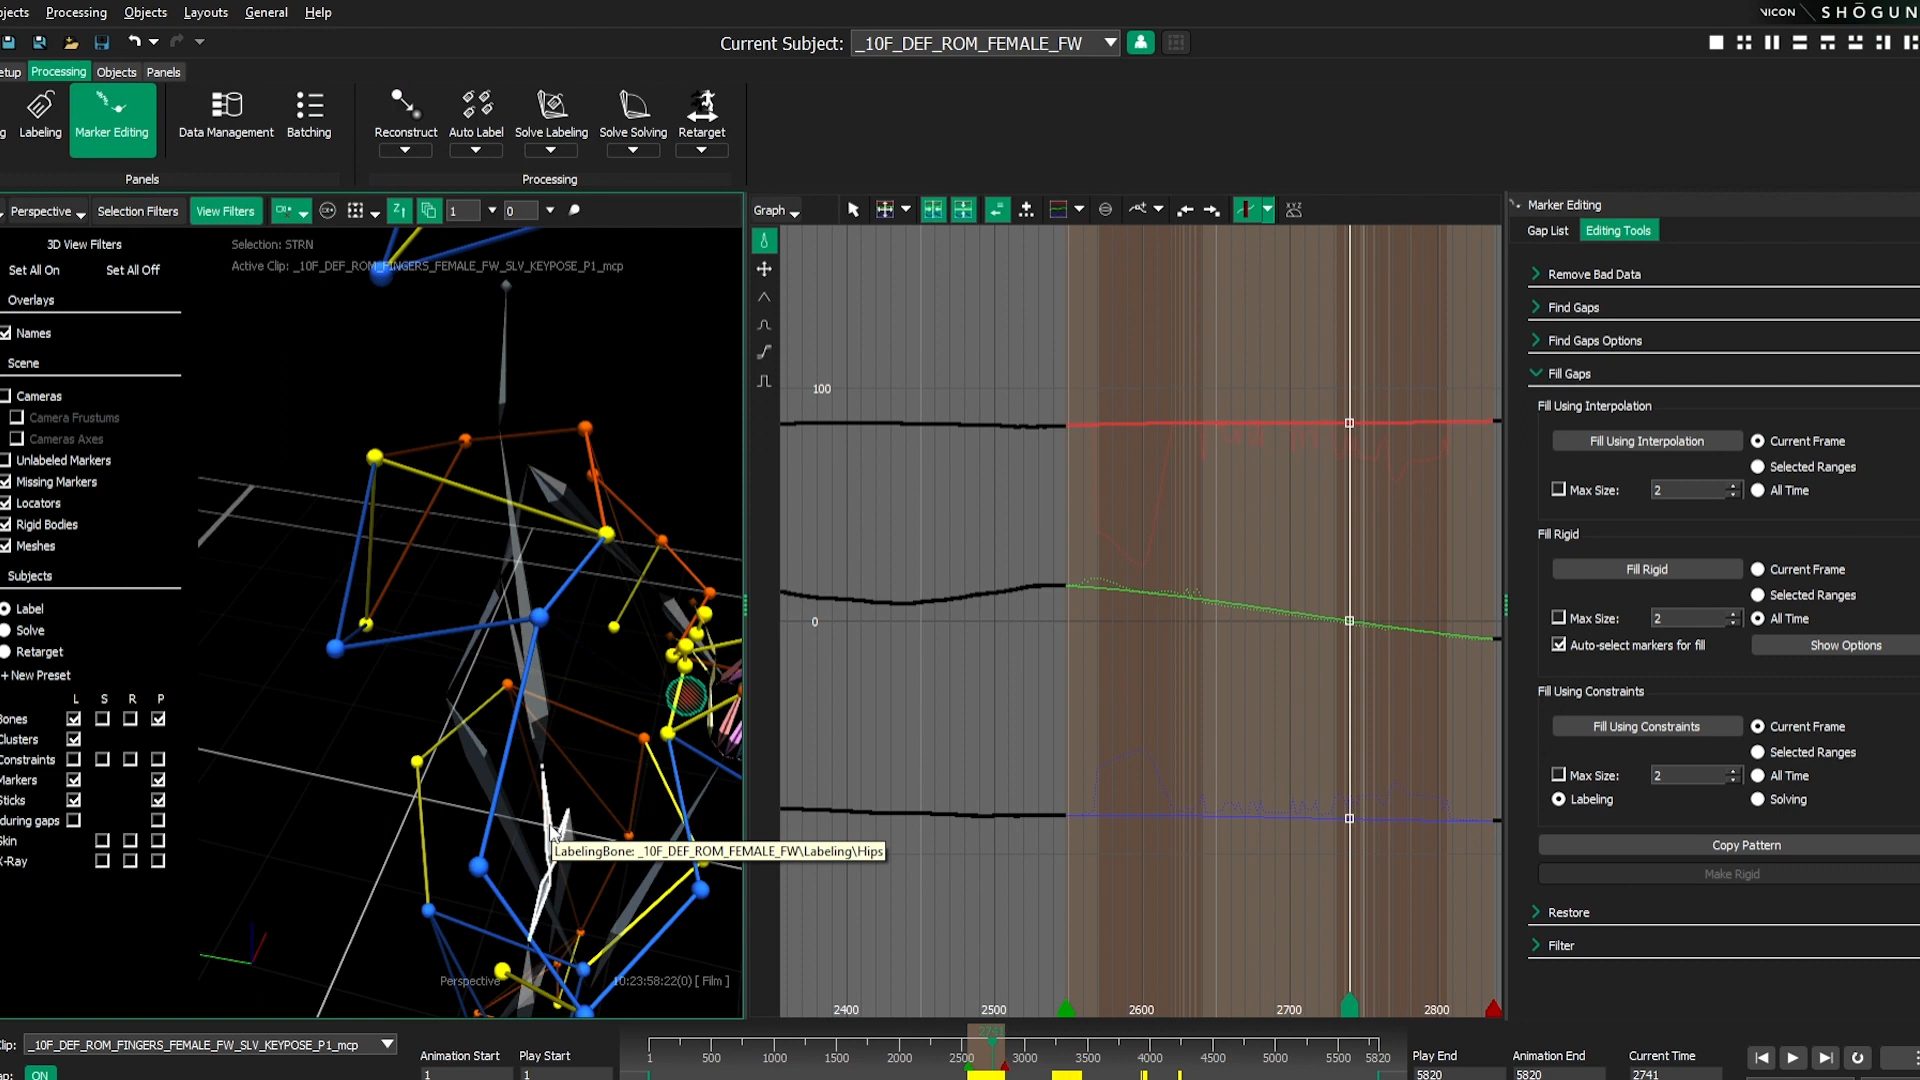 jects Processing Objects Layouts General Help
VICON SHŌGUN
Current Subject: _10F_DEF_ROM_FEMALE_FW
etup Processing Objects Panels
g Labeling Marker Editing Data Management Batching Reconstruct Auto Label Solve Labeling Solve Solving Retarget
Panels Processing
Perspective Selection Filters View Filters 1 0
Graph
Marker Editing
Gap List Editing Tools
3D View Filters
Set All On Set All Off
Overlays
Names
Scene
Cameras
Camera Frustums
Cameras Axes
Unlabeled Markers
Missing Markers
Locators
Rigid Bodies
Meshes
Subjects
Label
Solve
Retarget
+ New Preset
L S R P
Bones
Clusters
Constraints
Markers
Sticks
during gaps
Skin
X-Ray
Selection: STRN
Active Clip: _10F_DEF_ROM_FINGERS_FEMALE_FW_SLV_KEYPOSE_P1_mcp
LabelingBone: _10F_DEF_ROM_FEMALE_FW\Labeling\Hips
Perspective
10:23:58:22(0) [ Film ]
100
0
2400 2500 2600 2700 2800
Remove Bad Data
Find Gaps
Find Gaps Options
Fill Gaps
Fill Using Interpolation
Fill Using Interpolation Current Frame
Selected Ranges
Max Size: 2 All Time
Fill Rigid
Fill Rigid Current Frame
Selected Ranges
Max Size: 2 All Time
Auto-select markers for fill Show Options
Fill Using Constraints
Fill Using Constraints Current Frame
Selected Ranges
Max Size: 2 All Time
Labeling Solving
Copy Pattern
Make Rigid
Restore
Filter
lip: _10F_DEF_ROM_FINGERS_FEMALE_FW_SLV_KEYPOSE_P1_mcp
ap: ON
Animation Start Play Start
1 1
2741
1 500 1000 1500 2000 2500 3000 3500 4000 4500 5000 5500 5820
Play End Animation End Current Time
5820 5820 2741